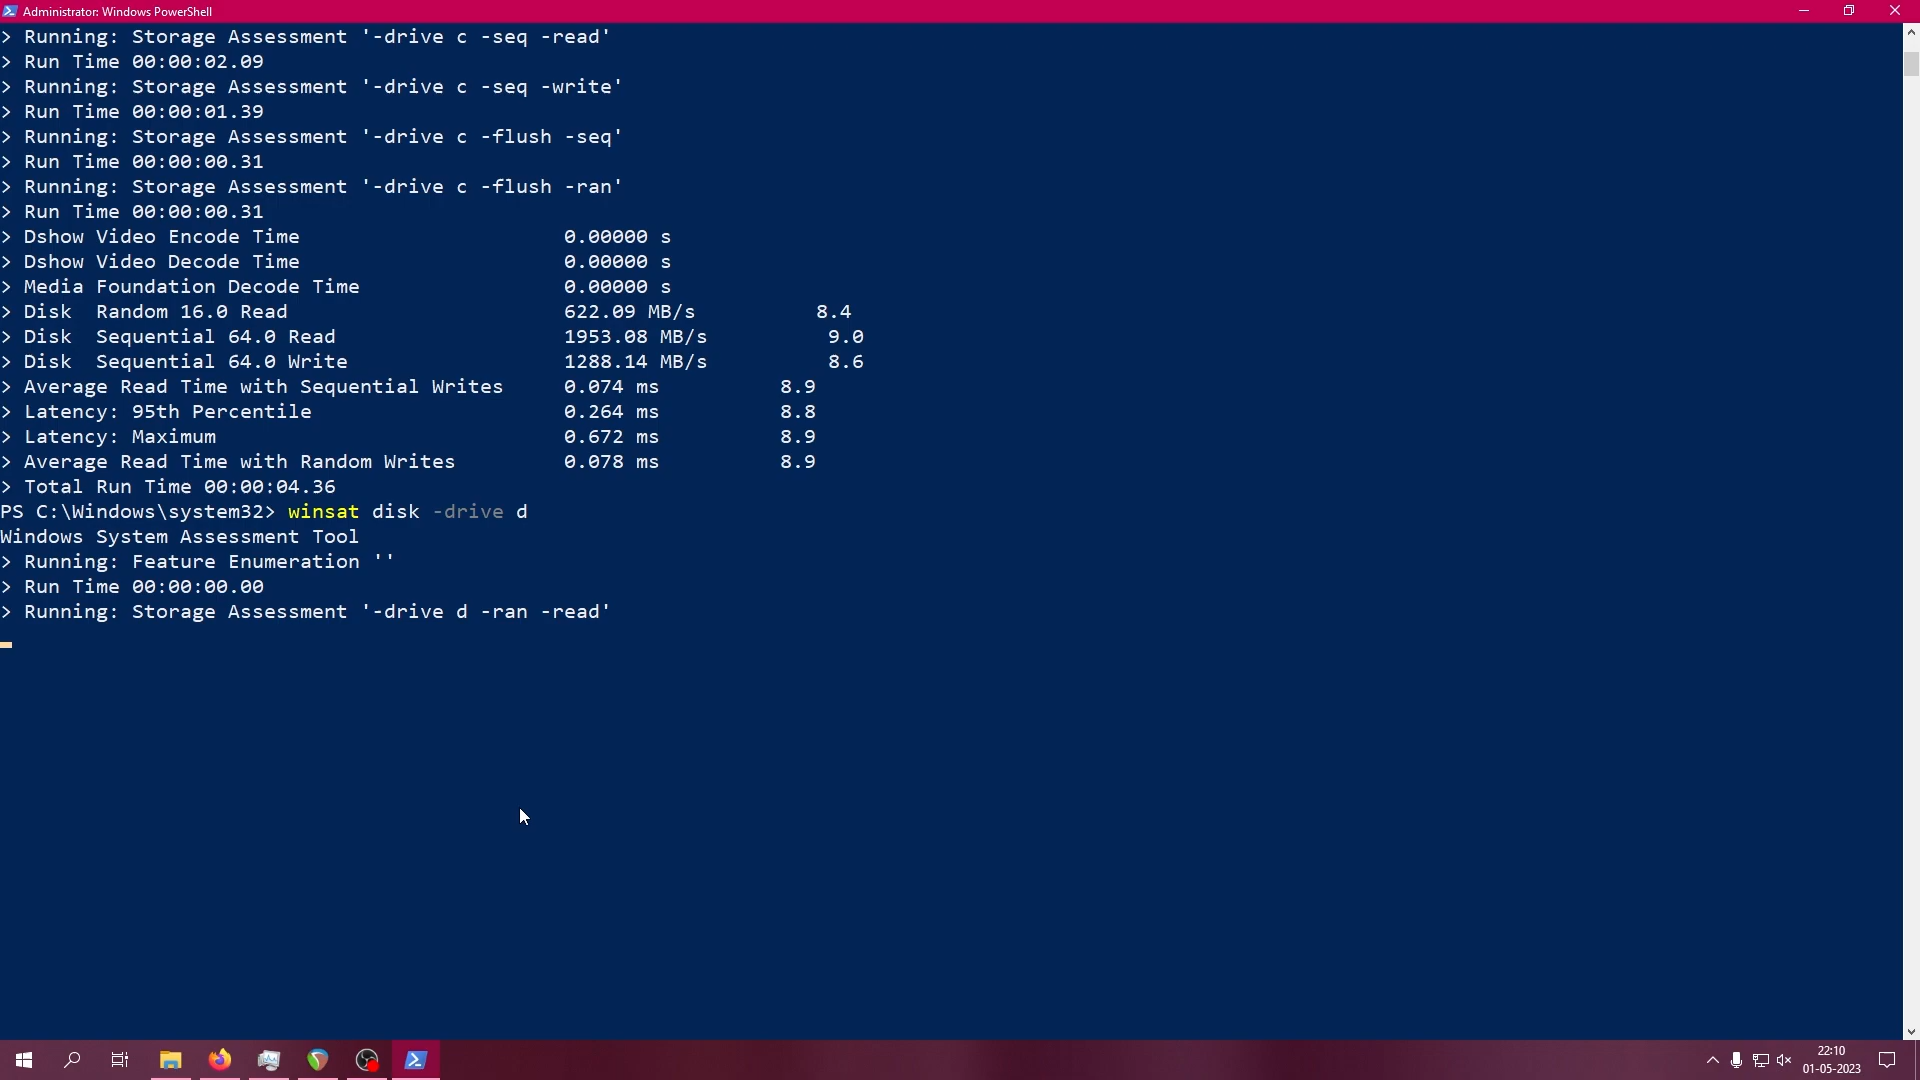 Administrator: Windows PowerShell
> Running: Storage Assessment '-drive c -seq -read'
> Run Time 00:00:02.09
> Running: Storage Assessment '-drive c -seq -write'
> Run Time 00:00:01.39
> Running: Storage Assessment '-drive c -flush -seq'
> Run Time 00:00:00.31
> Running: Storage Assessment '-drive c -flush -ran'
> Run Time 00:00:00.31
> Dshow Video Encode Time 0.00000 s
> Dshow Video Decode Time 0.00000 s
> Media Foundation Decode Time 0.00000 s
> Disk  Random 16.0 Read 622.09 MB/s 8.4
> Disk  Sequential 64.0 Read 1953.08 MB/s 9.0
> Disk  Sequential 64.0 Write 1288.14 MB/s 8.6
> Average Read Time with Sequential Writes 0.074 ms 8.9
> Latency: 95th Percentile 0.264 ms 8.8
> Latency: Maximum 0.672 ms 8.9
> Average Read Time with Random Writes 0.078 ms 8.9
> Total Run Time 00:00:04.36
PS C:\Windows\system32> winsat disk -drive d
Windows System Assessment Tool
> Running: Feature Enumeration ''
> Run Time 00:00:00.00
> Running: Storage Assessment '-drive d -ran -read'
22:10
01-05-2023